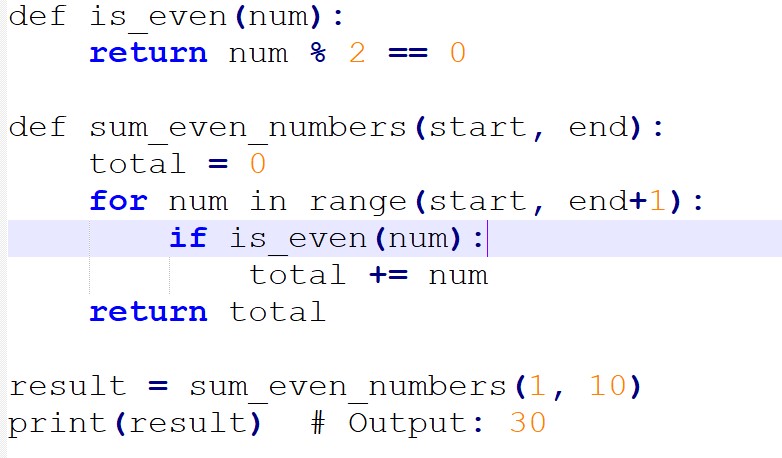 def is_even(num):
    return num % 2 == 0

def sum_even_numbers(start, end):
    total = 0
    for num in range(start, end+1):
        if is_even(num):
            total += num
    return total

result = sum_even_numbers(1, 10)
print(result)  # Output: 30